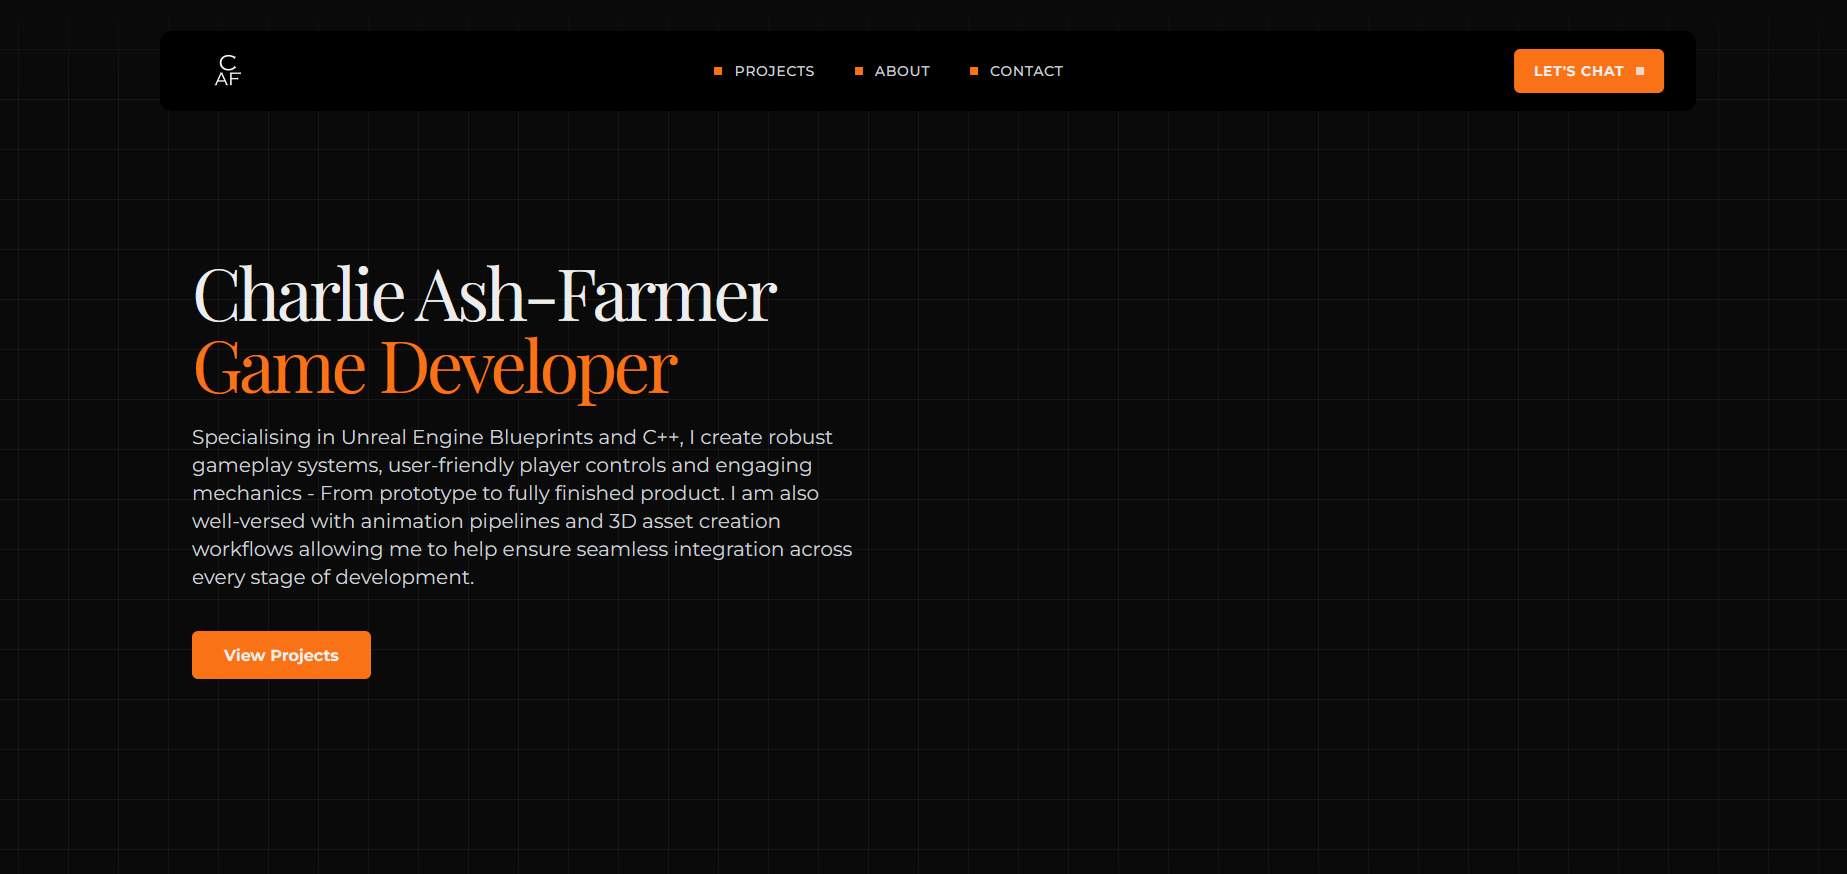 C
AF
PROJECTS
ABOUT
CONTACT
LET'S CHAT
Charlie Ash-Farmer
Game Developer
Specialising in Unreal Engine Blueprints and C++, I create robust
gameplay systems, user-friendly player controls and engaging
mechanics - From prototype to fully finished product. I am also
well-versed with animation pipelines and 3D asset creation
workflows allowing me to help ensure seamless integration across
every stage of development.
View Projects